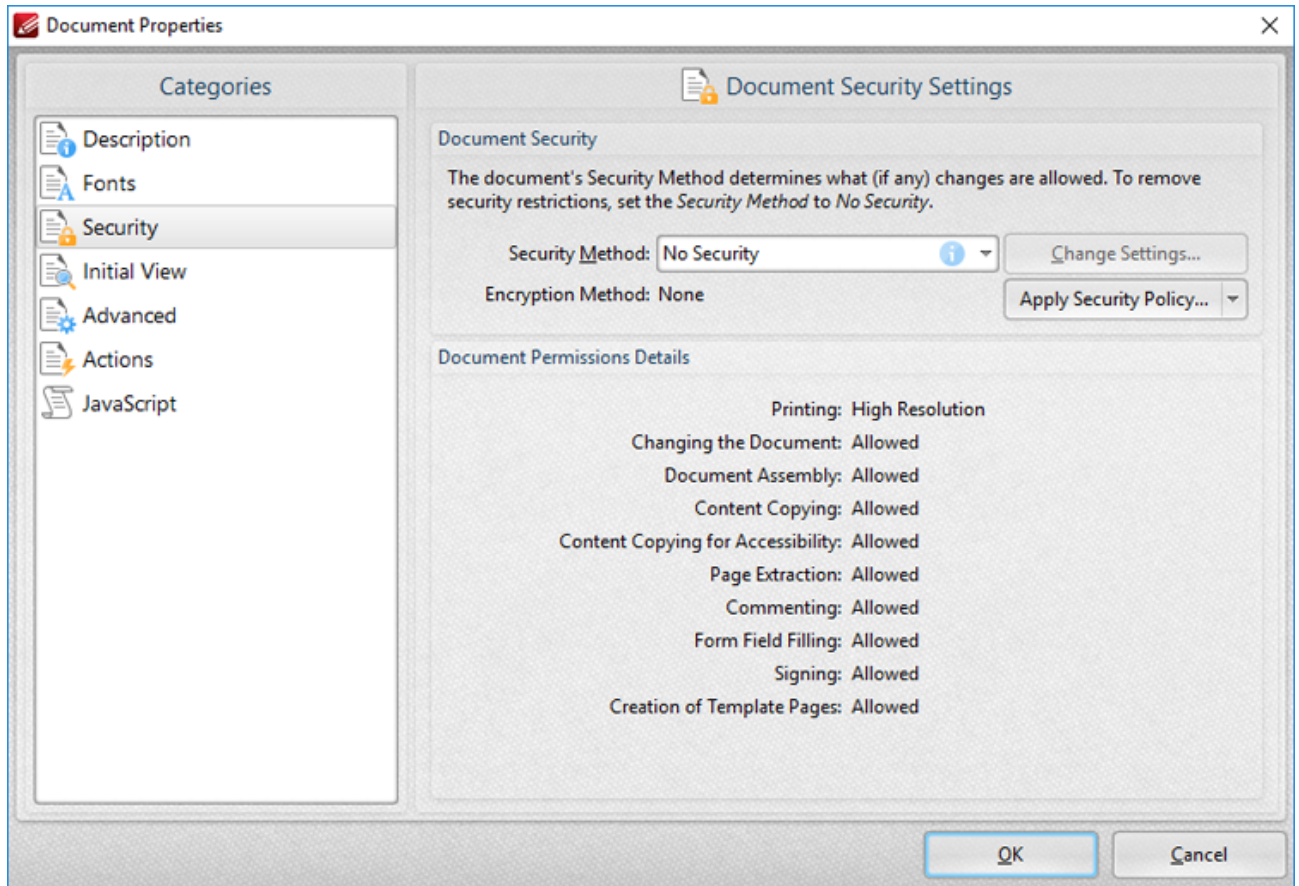 Document Properties
Categories
Description
Fonts
Security
Initial View
Advanced
Actions
JavaScript
Document Security Settings
Document Security
The document's Security Method determines what (if any) changes are allowed. To remove
security restrictions, set the Security Method to No Security.
Security Method: No Security
Change Settings...
Encryption Method: None
Apply Security Policy...
Document Permissions Details
Printing: High Resolution
Changing the Document: Allowed
Document Assembly: Allowed
Content Copying: Allowed
Content Copying for Accessibility: Allowed
Page Extraction: Allowed
Commenting: Allowed
Form Field Filling: Allowed
Signing: Allowed
Creation of Template Pages: Allowed
OK
Cancel